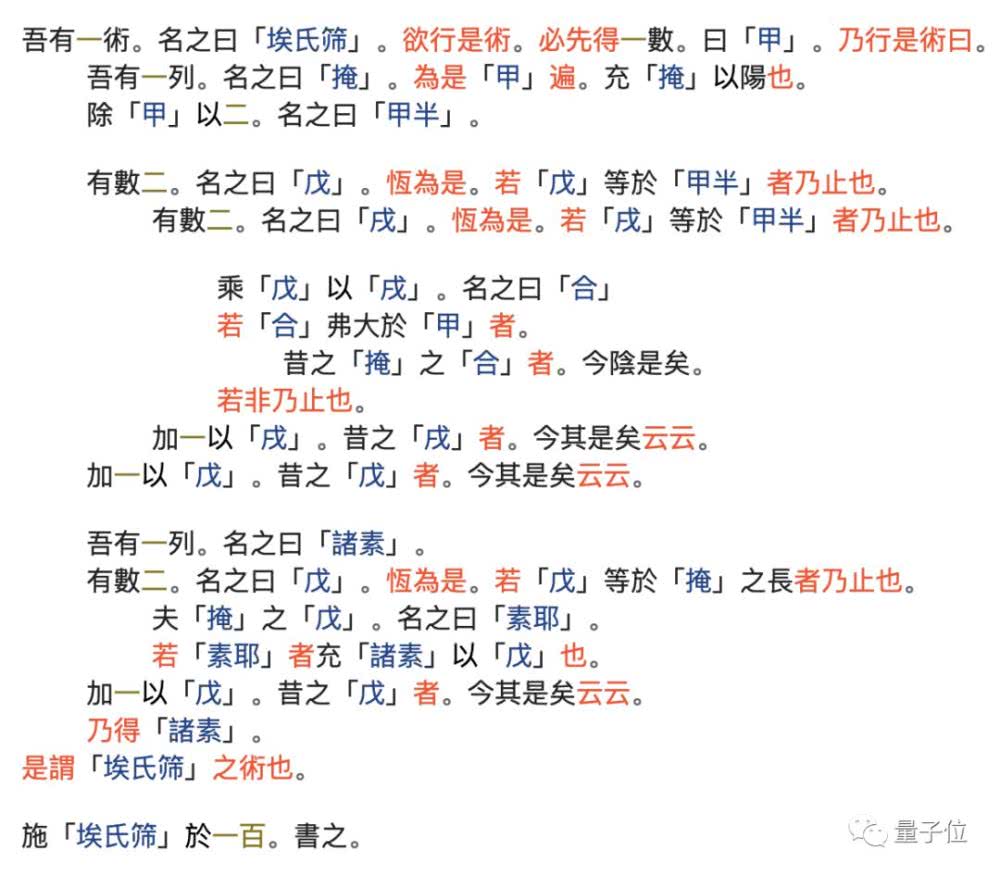 吾有一術。名之曰「埃氏筛」。欲行是術。必先得一數。曰「甲」。乃行是術曰。
吾有一列。名之曰「掩」。為是「甲」遍。充「掩」以陽也。
除「甲」以二。名之曰「甲半」。
有數二。名之曰「戊」。恆為是。若「戊」等於「甲半」者乃止也。
有數二。名之曰「戌」。恆為是。若「戌」等於「甲半」者乃止也。
乘「戊」以「戌」。名之曰「合」
若「合」弗大於「甲」者。
昔之「掩」之「合」者。今陰是矣。
若非乃止也。
加一以「戌」。昔之「戌」者。今其是矣云云。
加一以「戊」。昔之「戊」者。今其是矣云云。
吾有一列。名之曰「諸素」。
有數二。名之曰「戊」。恆為是。若「戊」等於「掩」之長者乃止也。
夫「掩」之「戊」。名之曰「素耶」。
若「素耶」者充「諸素」以「戊」也。
加一以「戊」。昔之「戊」者。今其是矣云云。
乃得「諸素」。
是謂「埃氏筛」之術也。
施「埃氏筛」於一百。書之。
量子位